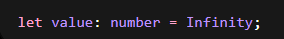 let value: number = Infinity;